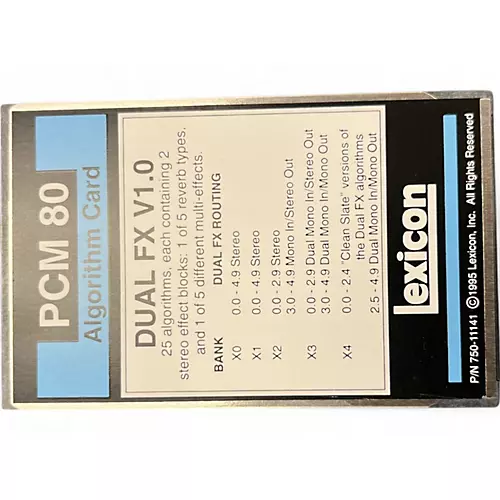 PCM 80
Algorithm Card
DUAL FX V1.0
25 algorithms, each containing 2
stereo effect blocks: 1 of 5 reverb types,
and 1 of 5 different multi-effects.
BANK DUAL FX ROUTING
X0 0.0 - 4.9 Stereo
X1 0.0 - 4.9 Stereo
X2 0.0 - 2.9 Stereo
3.0 - 4.9 Mono In/Stereo Out
X3 0.0 - 2.9 Dual Mono In/Stereo Out
3.0 - 4.9 Dual Mono In/Mono Out
X4 0.0 - 2.4 "Clean Slate" versions of
the Dual FX algorithms
2.5 - 4.9 Dual Mono In/Mono Out
lexicon
P/N 750-11141 ©1995 Lexicon, Inc. All Rights Reserved